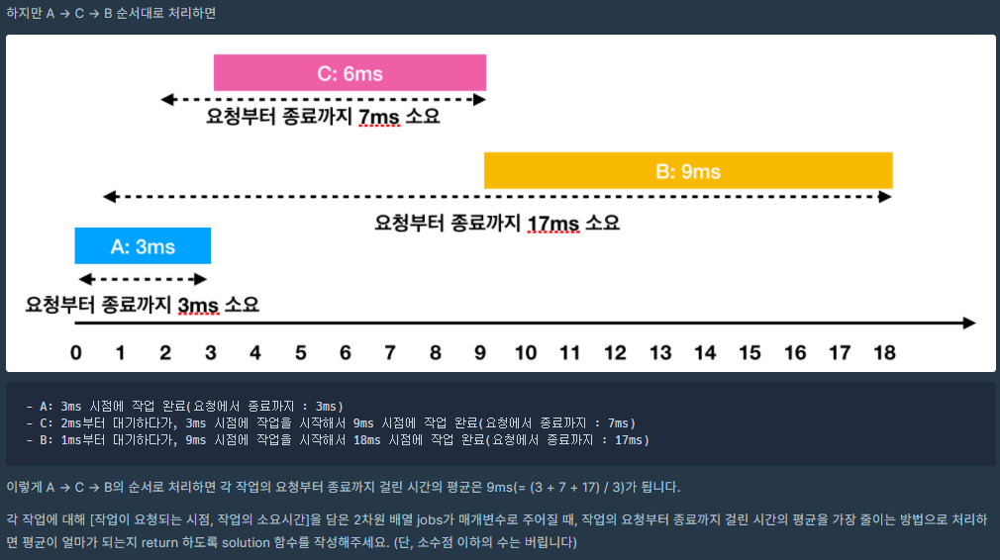 하지만 A → C → B 순서대로 처리하면
C: 6ms
요청부터 종료까지 7ms 소요
B: 9ms
요청부터 종료까지 17ms 소요
A: 3ms
요청부터 종료까지 3ms 소요
0 1 2 3 4 5 6 7 8 9 10 11 12 13 14 15 16 17 18
- A: 3ms 시점에 작업 완료(요청에서 종료까지 : 3ms)
- C: 2ms부터 대기하다가, 3ms 시점에 작업을 시작해서 9ms 시점에 작업 완료(요청에서 종료까지 : 7ms)
- B: 1ms부터 대기하다가, 9ms 시점에 작업을 시작해서 18ms 시점에 작업 완료(요청에서 종료까지 : 17ms)
이렇게 A → C → B의 순서로 처리하면 각 작업의 요청부터 종료까지 걸린 시간의 평균은 9ms(= (3 + 7 + 17) / 3)가 됩니다.
각 작업에 대해 [작업이 요청되는 시점, 작업의 소요시간]을 담은 2차원 배열 jobs가 매개변수로 주어질 때, 작업의 요청부터 종료까지 걸린 시간의 평균을 가장 줄이는 방법으로 처리하
면 평균이 얼마가 되는지 return 하도록 solution 함수를 작성해주세요. (단, 소수점 이하의 수는 버립니다)